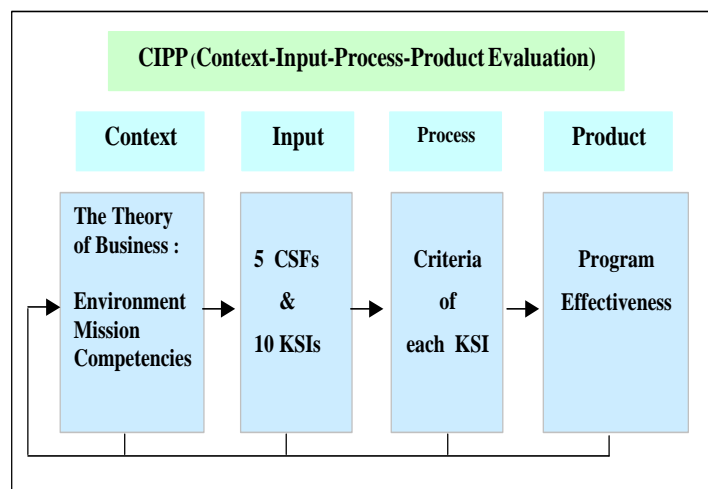 CIPP (Context-Input-Process-Product Evaluation)
Context
Input
Process
Product
The Theory
of Business :
Environment
Mission
Competencies
5 CSFs
&
10 KSIs
Criteria
of
each KSI
Program
Effectiveness